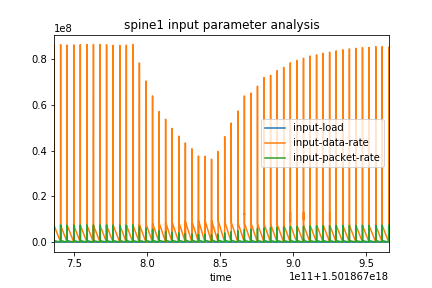 spine1 input parameter analysis
1e8
0.8
0.6
0.4
0.2
0.0
input-load
input-data-rate
input-packet-rate
7.5 8.0 8.5 9.0 9.5
time
1e11+1.501867e18